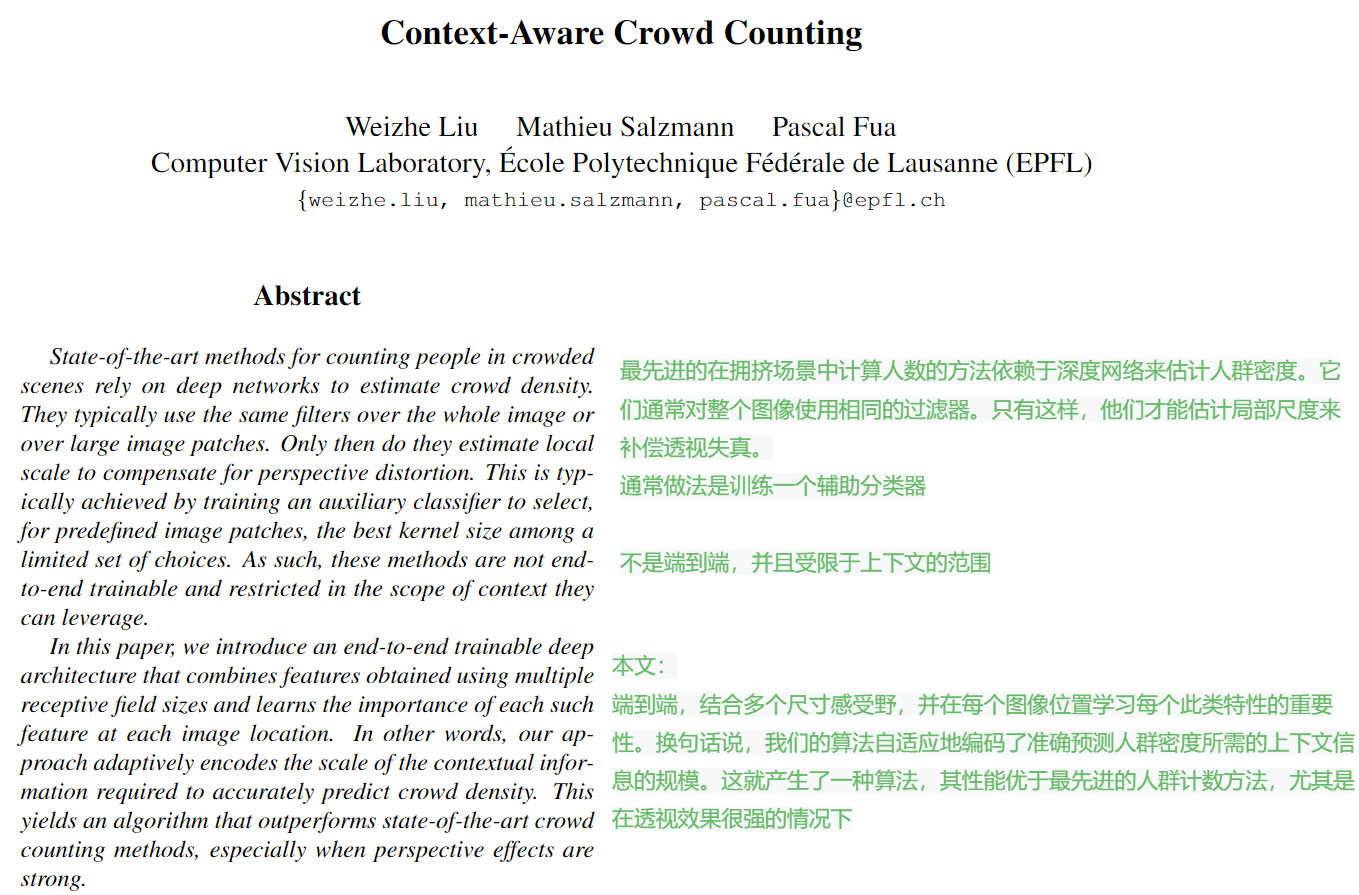 Context-Aware Crowd Counting
Weizhe Liu Mathieu Salzmann Pascal Fua
Computer Vision Laboratory, École Polytechnique Fédérale de Lausanne (EPFL)
{weizhe.liu, mathieu.salzmann, pascal.fua}@epfl.ch
Abstract
State-of-the-art methods for counting people in crowded
scenes rely on deep networks to estimate crowd density.
They typically use the same filters over the whole image or
over large image patches. Only then do they estimate local
scale to compensate for perspective distortion. This is typ-
ically achieved by training an auxiliary classifier to select,
for predefined image patches, the best kernel size among a
limited set of choices. As such, these methods are not end-
to-end trainable and restricted in the scope of context they
can leverage.
In this paper, we introduce an end-to-end trainable deep
architecture that combines features obtained using multiple
receptive field sizes and learns the importance of each such
feature at each image location. In other words, our ap-
proach adaptively encodes the scale of the contextual infor-
mation required to accurately predict crowd density. This
yields an algorithm that outperforms state-of-the-art crowd
counting methods, especially when perspective effects are
strong.
最先进的在拥挤场景中计算人数的方法依赖于深度网络来估计人群密度。它
们通常对整个图像使用相同的过滤器。只有这样，他们才能估计局部尺度来
补偿透视失真。
通常做法是训练一个辅助分类器
不是端到端，并且受限于上下文的范围
本文：
端到端，结合多个尺寸感受野，并在每个图像位置学习每个此类特性的重要
性。换句话说，我们的算法自适应地编码了准确预测人群密度所需的上下文信
息的规模。这就产生了一种算法，其性能优于最先进的人群计数方法，尤其是
在透视效果很强的情况下